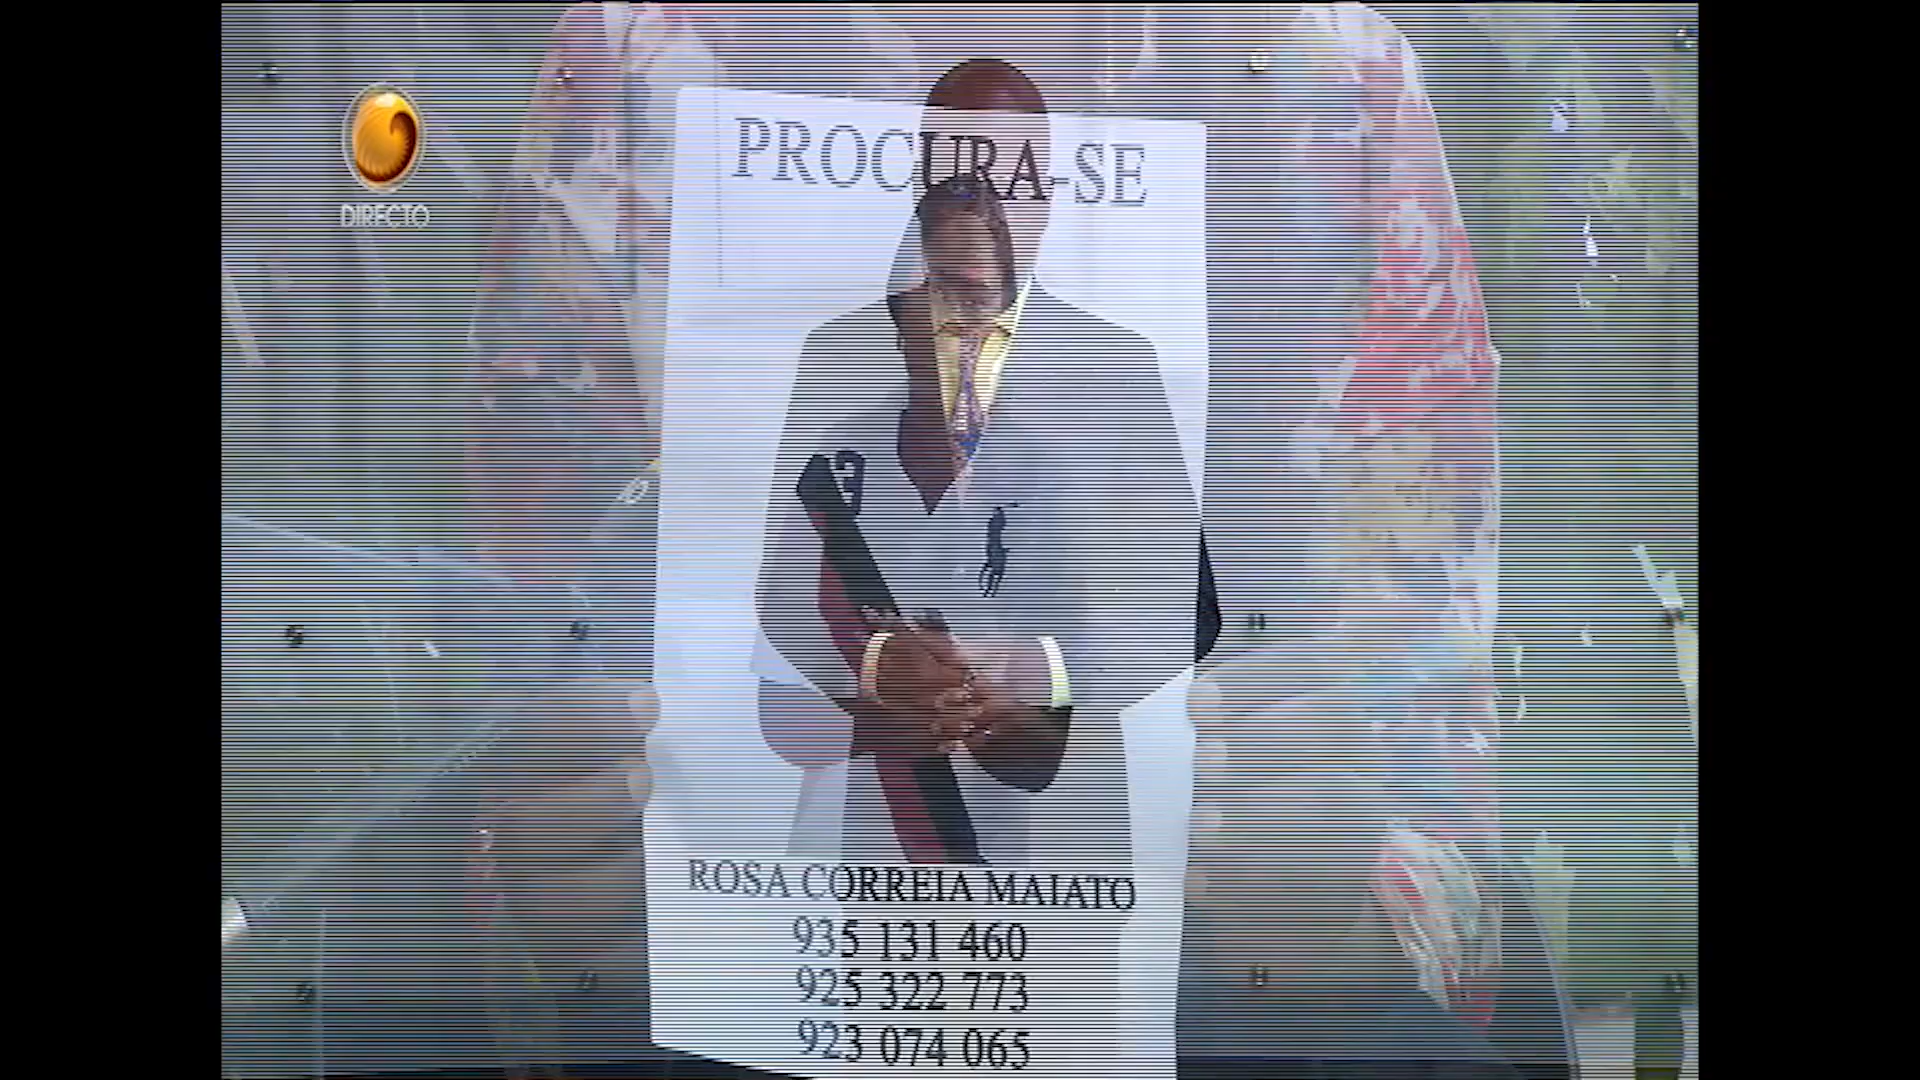 DIRECTO
PROCURA-SE
ROSA CORREIA MAIATO
935 131 460
925 322 773
923 074 065